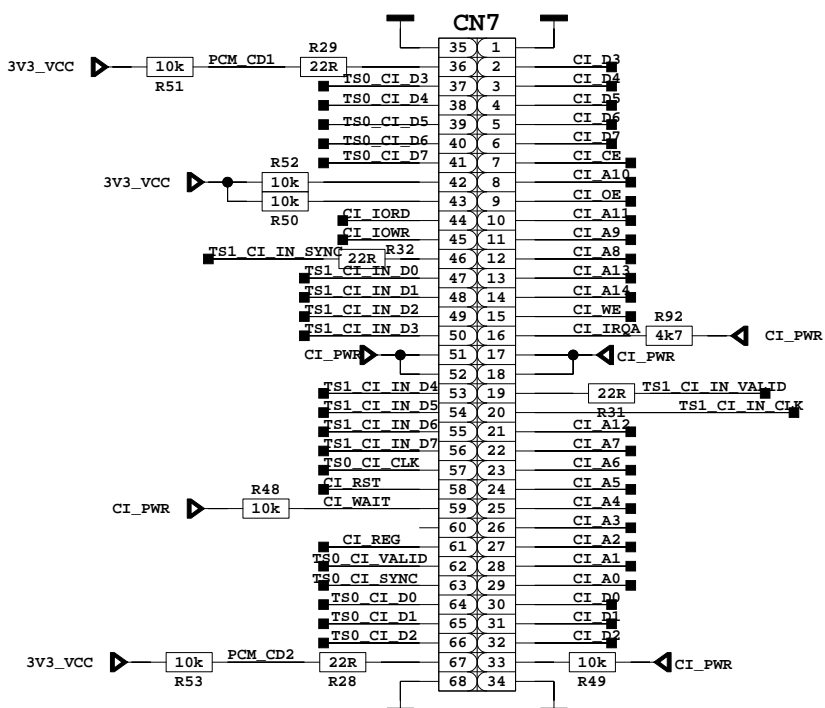 CN7
35 1
R29
3V3_VCC 10k PCM_CD1 22R 36 2 CI_D3
R51
TS0_CI_D3 37 3 CI_D4
TS0_CI_D4 38 4 CI_D5
TS0_CI_D5 39 5 CI_D6
TS0_CI_D6 40 6 CI_D7
TS0_CI_D7 41 7 CI_CE
R52
3V3_VCC 10k 42 8 CI_A10
10k 43 9 CI_OE
R50
CI_IORD 44 10 CI_A11
CI_IOWR 45 11 CI_A9
TS1_CI_IN_SYNC 22R R32 46 12 CI_A8
TS1_CI_IN_D0 47 13 CI_A13
TS1_CI_IN_D1 48 14 CI_A14
TS1_CI_IN_D2 49 15 CI_WE
R92
TS1_CI_IN_D3 50 16 CI_IRQA 4k7 CI_PWR
CI_PWR 51 17 CI_PWR
52 18
TS1_CI_IN_D4 53 19 22R TS1_CI_IN_VALID
R31
TS1_CI_IN_D5 54 20 TS1_CI_IN_CLK
TS1_CI_IN_D6 55 21 CI_A12
TS1_CI_IN_D7 56 22 CI_A7
TS0_CI_CLK 57 23 CI_A6
CI_RST 58 24 CI_A5
R48
CI_PWR 10k CI_WAIT 59 25 CI_A4
60 26 CI_A3
CI_REG 61 27 CI_A2
TS0_CI_VALID 62 28 CI_A1
TS0_CI_SYNC 63 29 CI_A0
TS0_CI_D0 64 30 CI_D0
TS0_CI_D1 65 31 CI_D1
TS0_CI_D2 66 32 CI_D2
3V3_VCC 10k PCM_CD2 22R 67 33 10k CI_PWR
R53 R28 68 34 R49